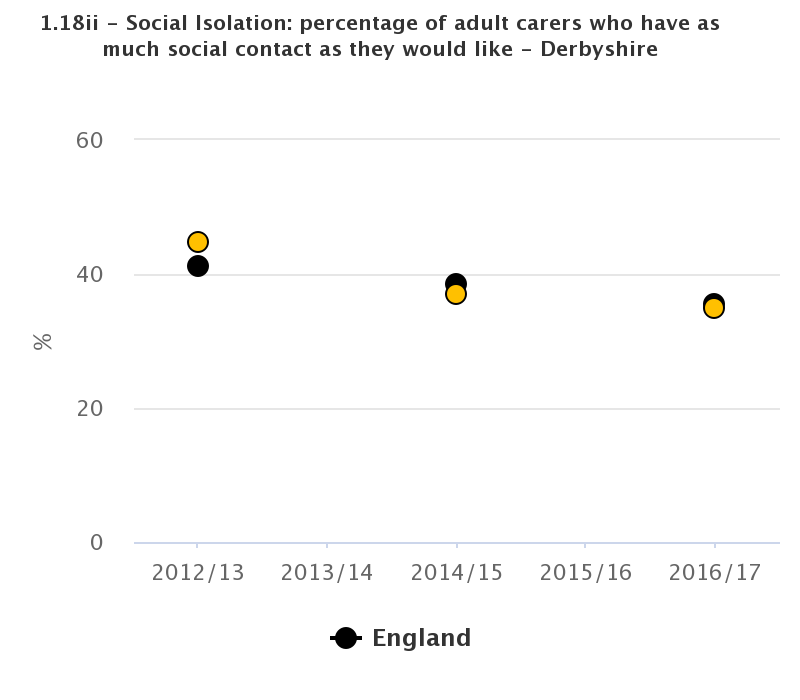 1.18ii – Social Isolation: percentage of adult carers who have as
much social contact as they would like – Derbyshire
60
40
%
20
0
2012/13 2013/14 2014/15 2015/16 2016/17
England